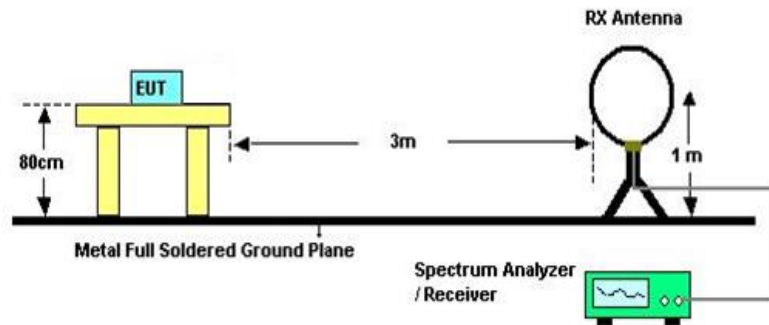 RX Antenna
EUT
3m
80cm
1 m
Metal Full Soldered Ground Plane
Spectrum Analyzer
/ Receiver